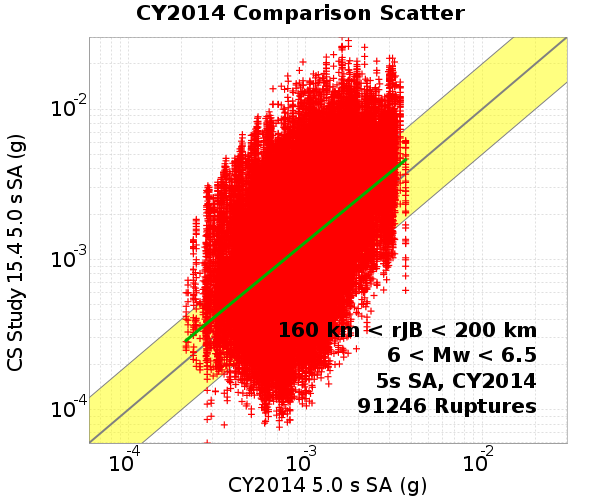 CY2014 Comparison Scatter
CS Study 15.4 5.0 s SA (g)
10⁻²
10⁻³
10⁻⁴
160 km < rJB < 200 km
6 < Mw < 6.5
5s SA, CY2014
91246 Ruptures
10⁻⁴ 10⁻³ 10⁻²
CY2014 5.0 s SA (g)